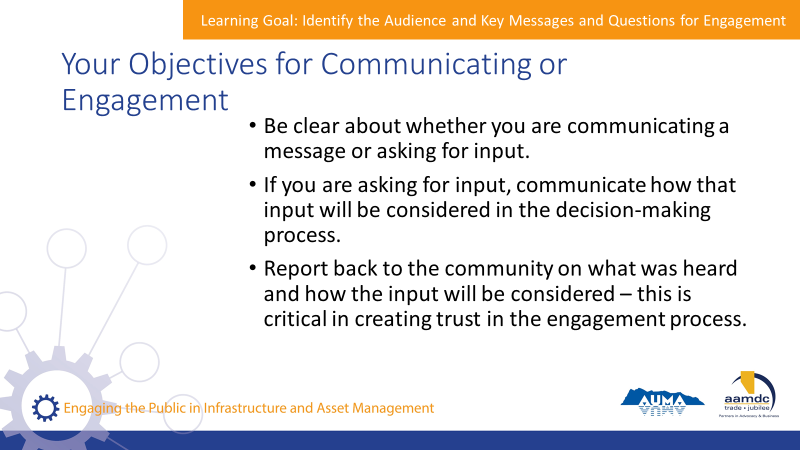 Learning Goal: Identify the Audience and Key Messages and Questions for Engagement
Your Objectives for Communicating or
Engagement
• Be clear about whether you are communicating a
message or asking for input.
• If you are asking for input, communicate how that
input will be considered in the decision-making
process.
• Report back to the community on what was heard
and how the input will be considered – this is
critical in creating trust in the engagement process.
Engaging the Public in Infrastructure and Asset Management
AUMA
aamdc
trade • jubilee
Partners in Advocacy & Business